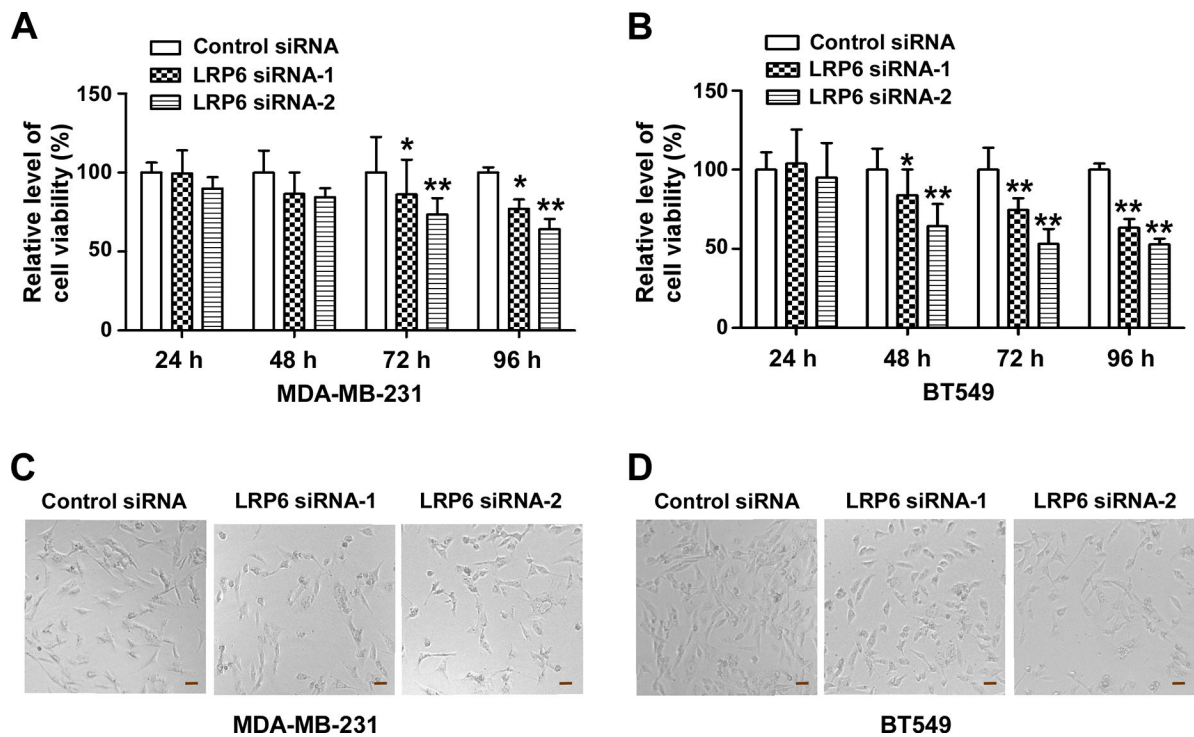 A
Control siRNA
LRP6 siRNA-1
LRP6 siRNA-2
Relative level of
cell viability (%)
150
100
50
0
*
**
*
**
24 h 48 h 72 h 96 h
MDA-MB-231
B
Control siRNA
LRP6 siRNA-1
LRP6 siRNA-2
Relative level of
cell viability (%)
150
100
50
0
*
**
**
**
**
**
24 h 48 h 72 h 96 h
BT549
C
Control siRNA LRP6 siRNA-1 LRP6 siRNA-2
MDA-MB-231
D
Control siRNA LRP6 siRNA-1 LRP6 siRNA-2
BT549